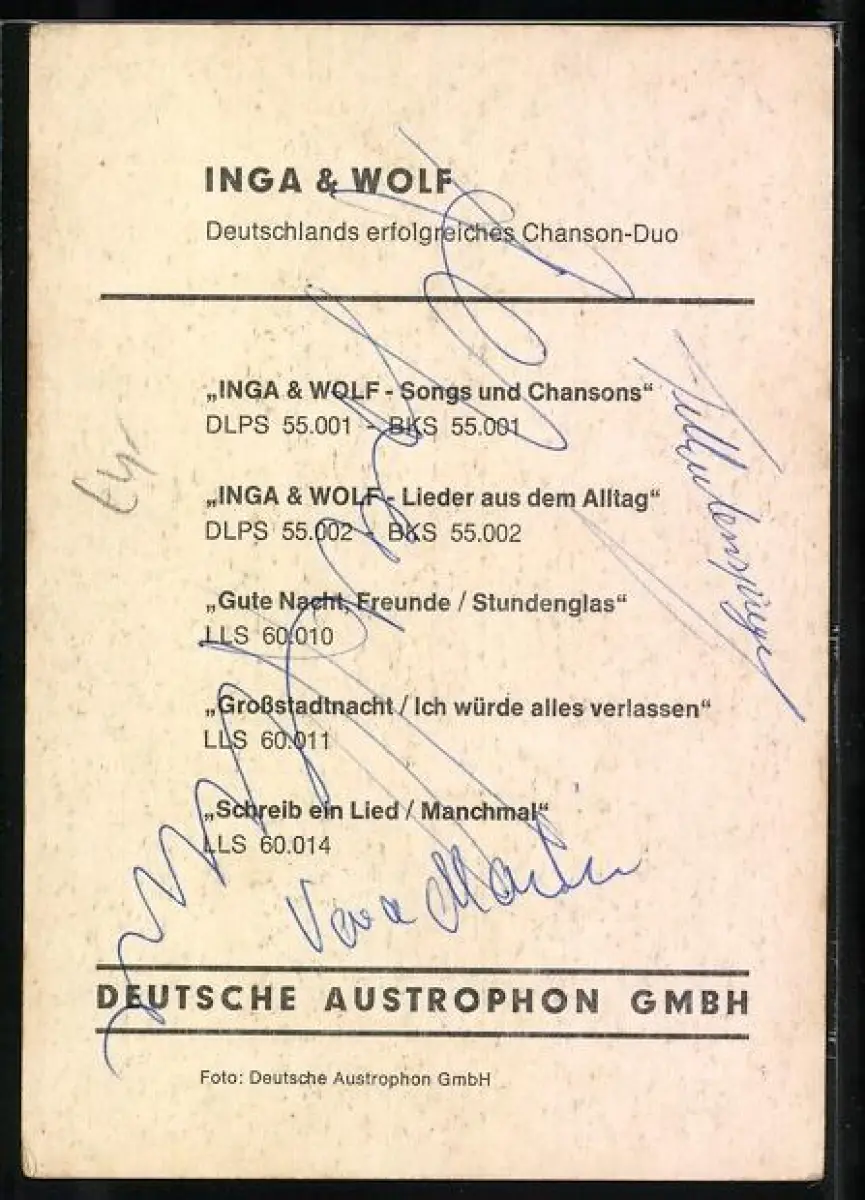 INGA & WOLF
Deutschlands erfolgreiches Chanson-Duo
„INGA & WOLF - Songs und Chansons“
DLPS 55.001 - BKS 55.001
„INGA & WOLF - Lieder aus dem Alltag“
DLPS 55.002 - BKS 55.002
„Gute Nacht, Freunde / Stundenglas“
LLS 60.010
„Großstadtnacht / Ich würde alles verlassen“
LLS 60.011
„Schreib ein Lied / Manchmal“
LLS 60.014
Vera
DEUTSCHE AUSTROPHON GMBH
Foto: Deutsche Austrophon GmbH